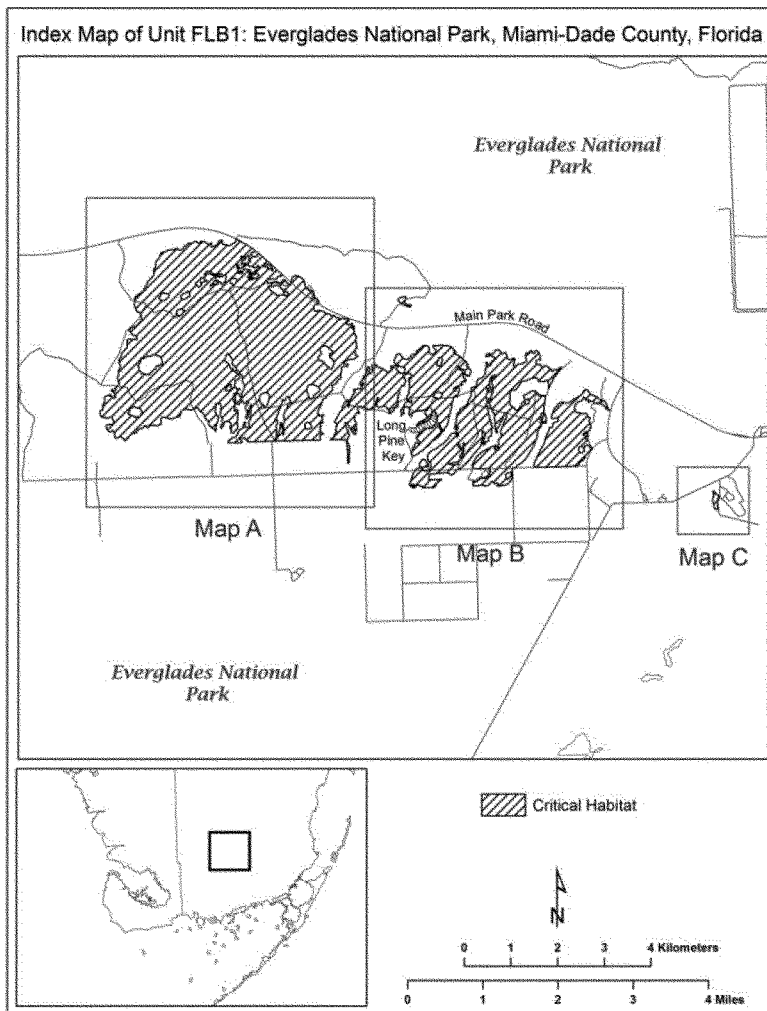 Index Map of Unit FLB1: Everglades National Park, Miami-Dade County, Florida
Everglades National
Park
Main Park Road
Long
Pine
Key
Map A
Map B
Map C
Everglades National
Park
Critical Habitat
N
0 1 2 3 4 Kilometers
0 1 2 3 4 Miles